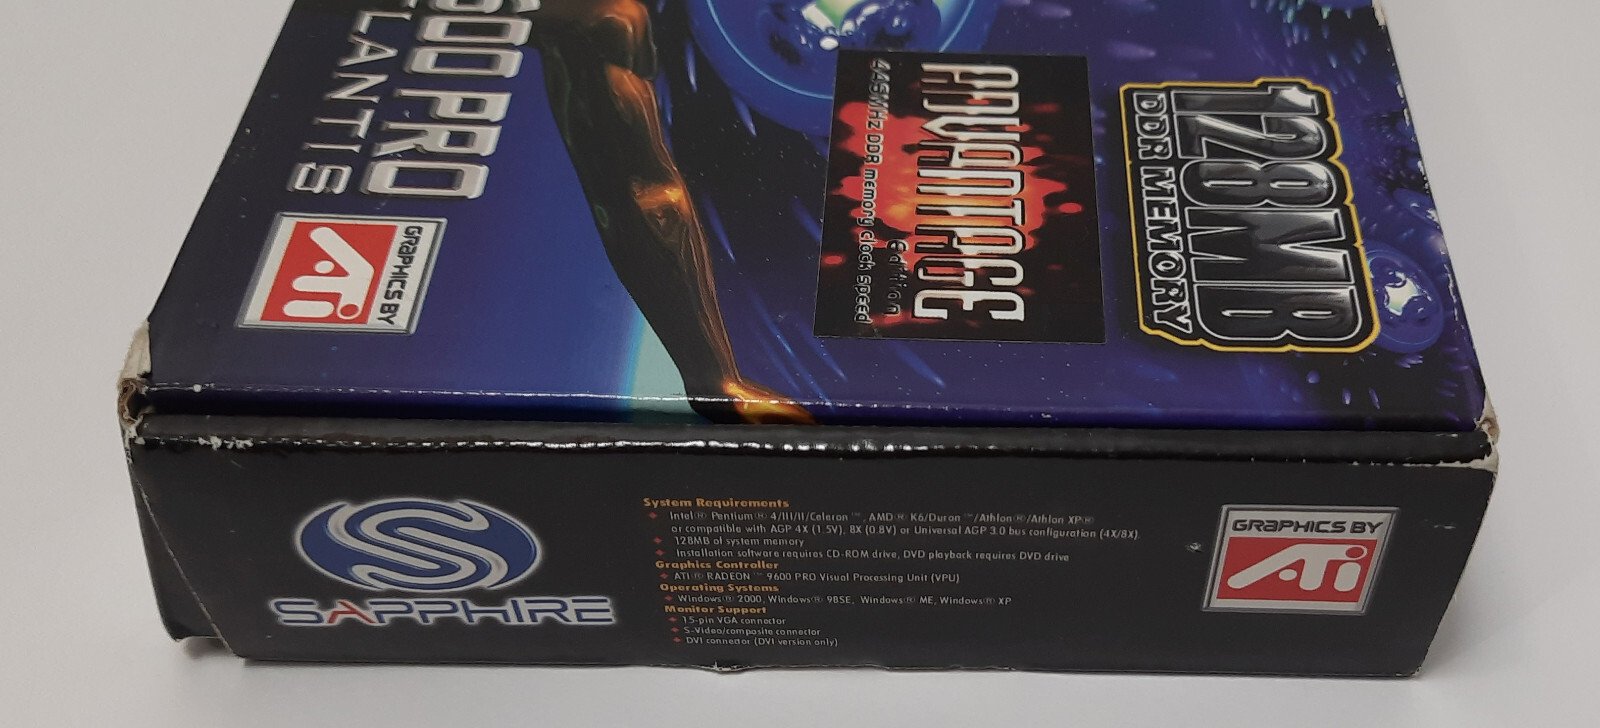 600 PRO
LANTIS
GRAPHICS BY
ATI
ADVANTAGE
Edition
445MHz DDR memory clock speed
128MB
DDR MEMORY
SAPPHIRE
System Requirements
Intel® Pentium® 4/III/II/Celeron™, AMD® K6/Duron™/Athlon®/Athlon XP®
or compatible with AGP 4X (1.5V), 8X (0.8V) or Universal AGP 3.0 bus configuration (4X/8X).
128MB of system memory
Installation software requires CD-ROM drive, DVD playback requires DVD drive
Graphics Controller
ATI® RADEON™ 9600 PRO Visual Processing Unit (VPU)
Operating Systems
Windows® 2000, Windows® 98SE, Windows® ME, Windows® XP
Monitor Support
15-pin VGA connector
S-Video/composite connector
DVI connector (DVI version only)
GRAPHICS BY
ATI